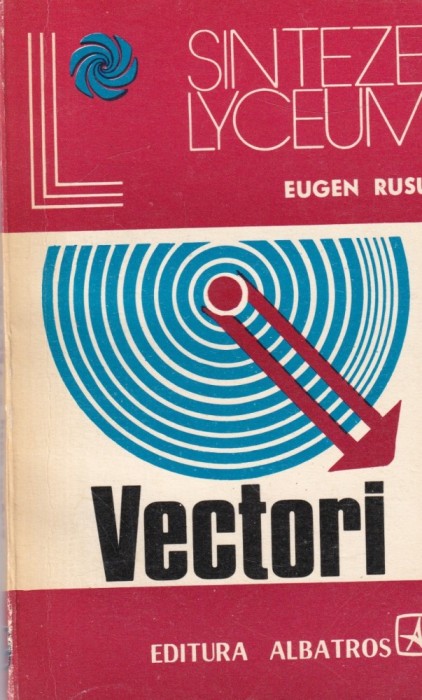 SINTEZE
LYCEUM
EUGEN RUSU
Vectori
EDITURA ALBATROS